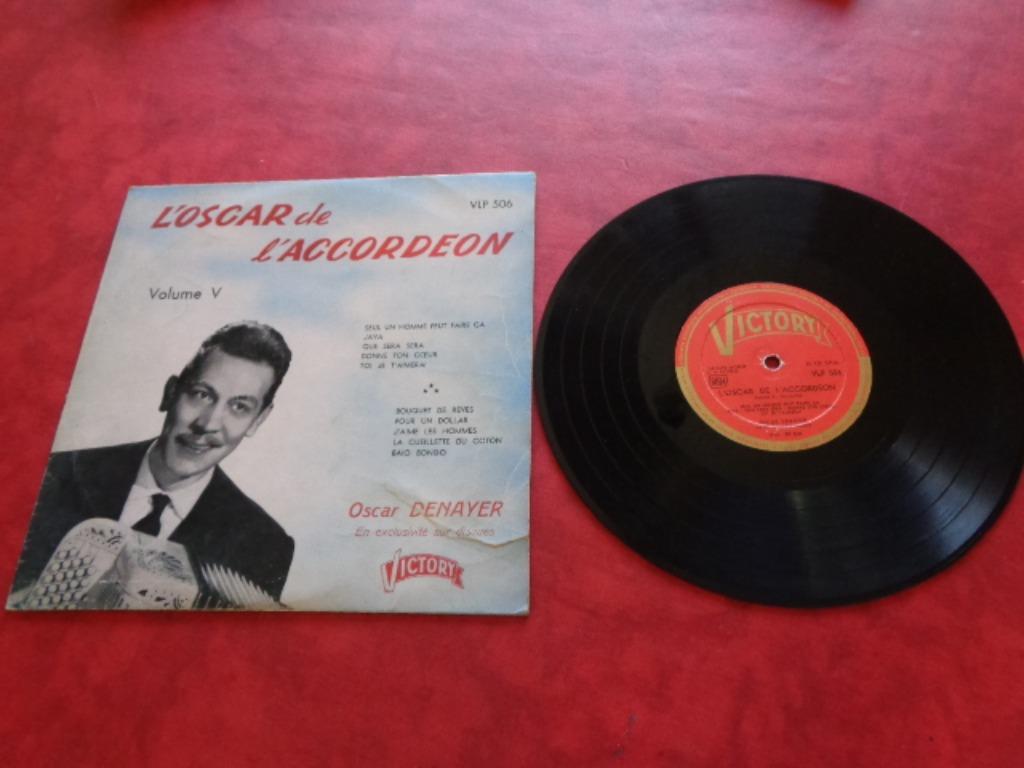 L'OSCAR de
VLP 506
L'ACCORDEON
Volume V
SEUL UN HOMME PEUT FAIRE ÇA
JAVA
QUE SERA SERA
DONNE TON CŒUR
TOI JE T'AIMERAI
BOUQUET DE REVES
POUR UN DOLLAR
J'AIME LES HOMMES
LA CUEILLETTE DU COTON
BAIO BONGO
Oscar DENAYER
En exclusivité sur disques
VICTORY
VICTORY
VLP 506
L'OSCAR DE L'ACCORDEON